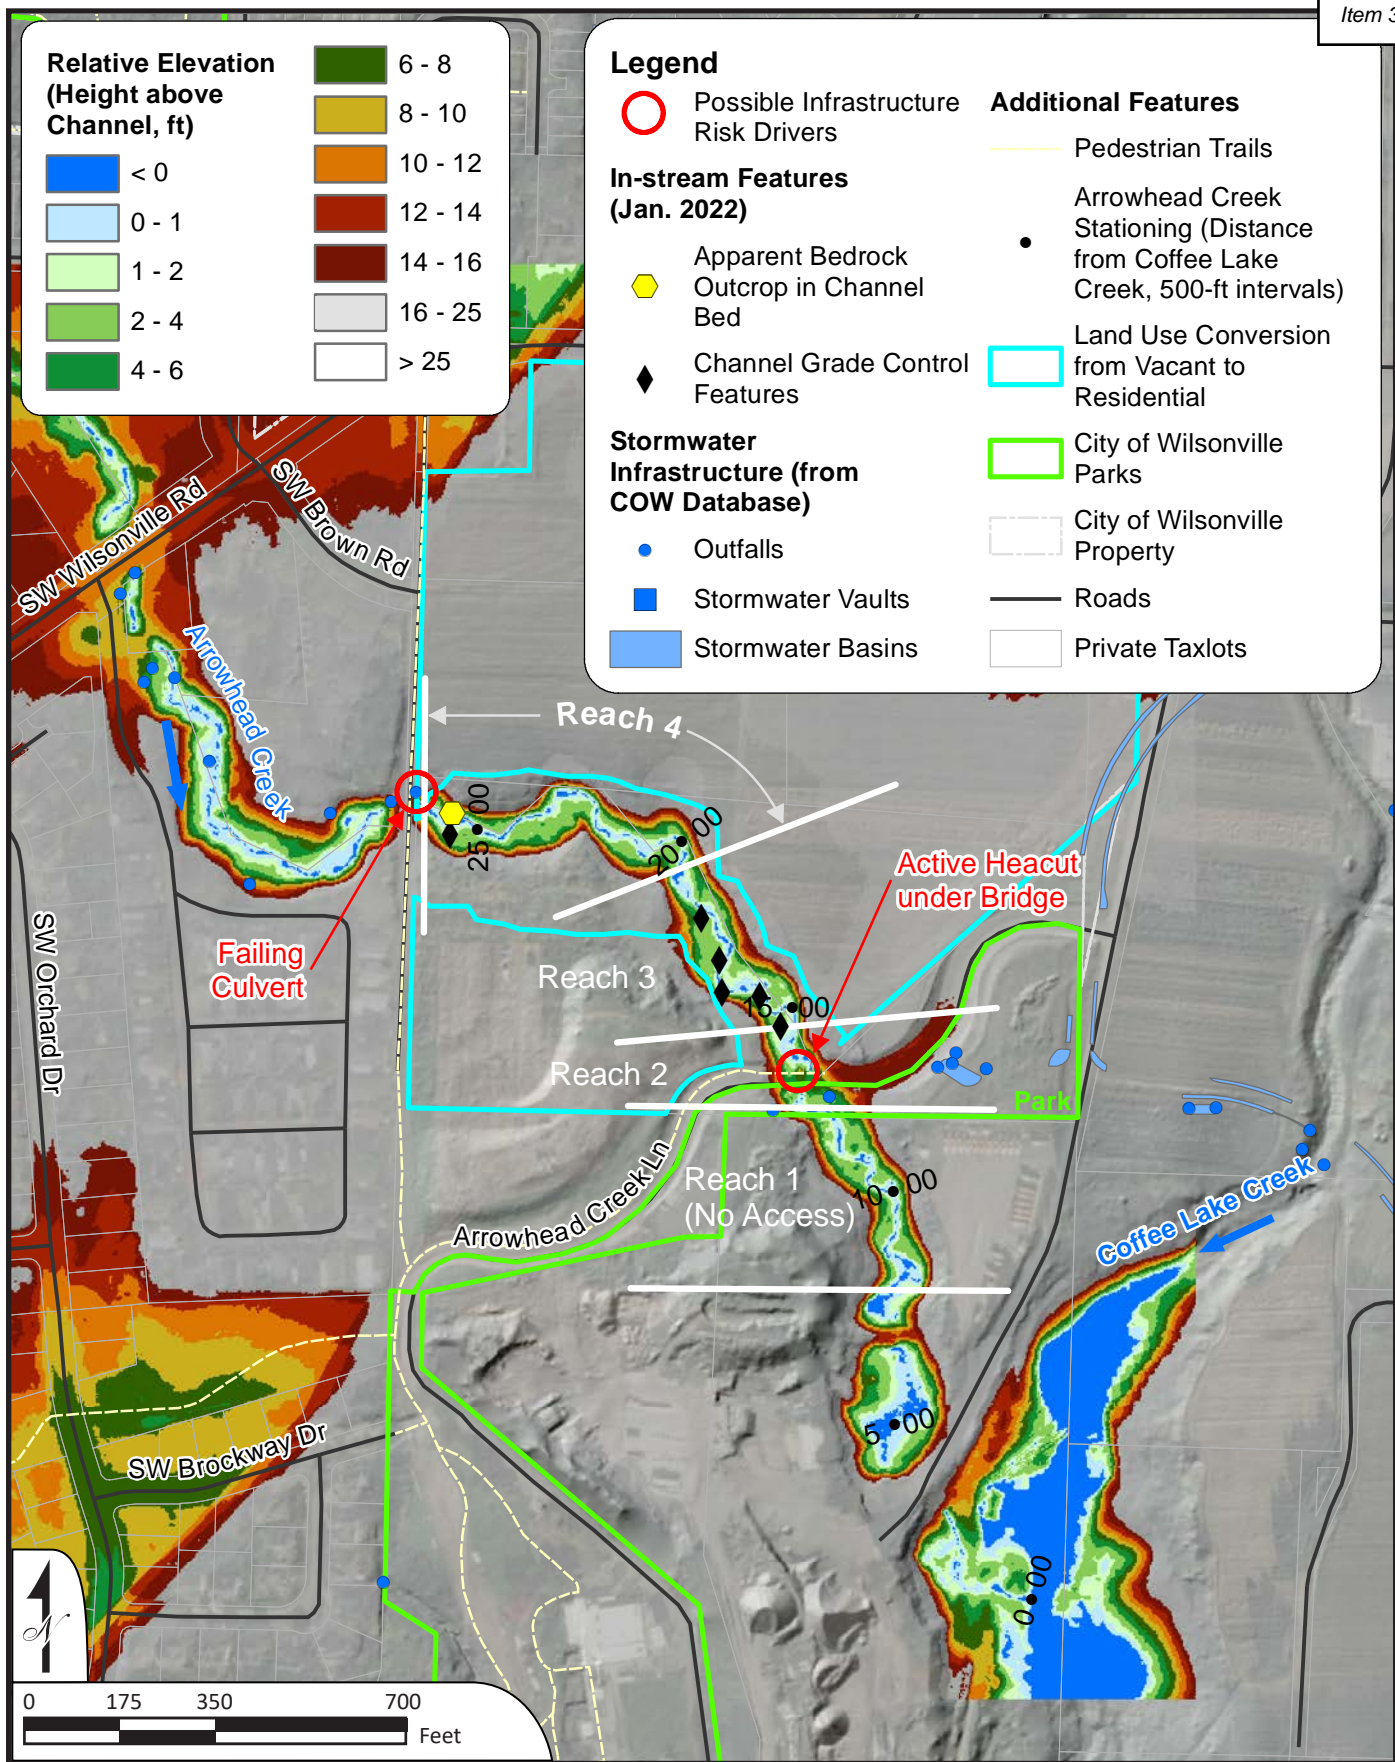 Item 3
Relative Elevation
(Height above
Channel, ft)
< 0
0 - 1
1 - 2
2 - 4
4 - 6
6 - 8
8 - 10
10 - 12
12 - 14
14 - 16
16 - 25
> 25
Legend
Possible Infrastructure
Risk Drivers
In-stream Features
(Jan. 2022)
Apparent Bedrock
Outcrop in Channel
Bed
Channel Grade Control
Features
Stormwater
Infrastructure (from
COW Database)
Outfalls
Stormwater Vaults
Stormwater Basins
Additional Features
Pedestrian Trails
Arrowhead Creek
Stationing (Distance
from Coffee Lake
Creek, 500-ft intervals)
Land Use Conversion
from Vacant to
Residential
City of Wilsonville
Parks
City of Wilsonville
Property
Roads
Private Taxlots
SW Wilsonville Rd
SW Brown Rd
Arrowhead Creek
Reach 4
25 00
20 00
Active Heacut
under Bridge
Failing
Culvert
SW Orchard Dr
Reach 3
15 00
Reach 2
Park
Reach 1
(No Access)
10 00
Arrowhead Creek Ln
Coffee Lake Creek
5 00
SW Brockway Dr
0 00
N
0 175 350 700
Feet